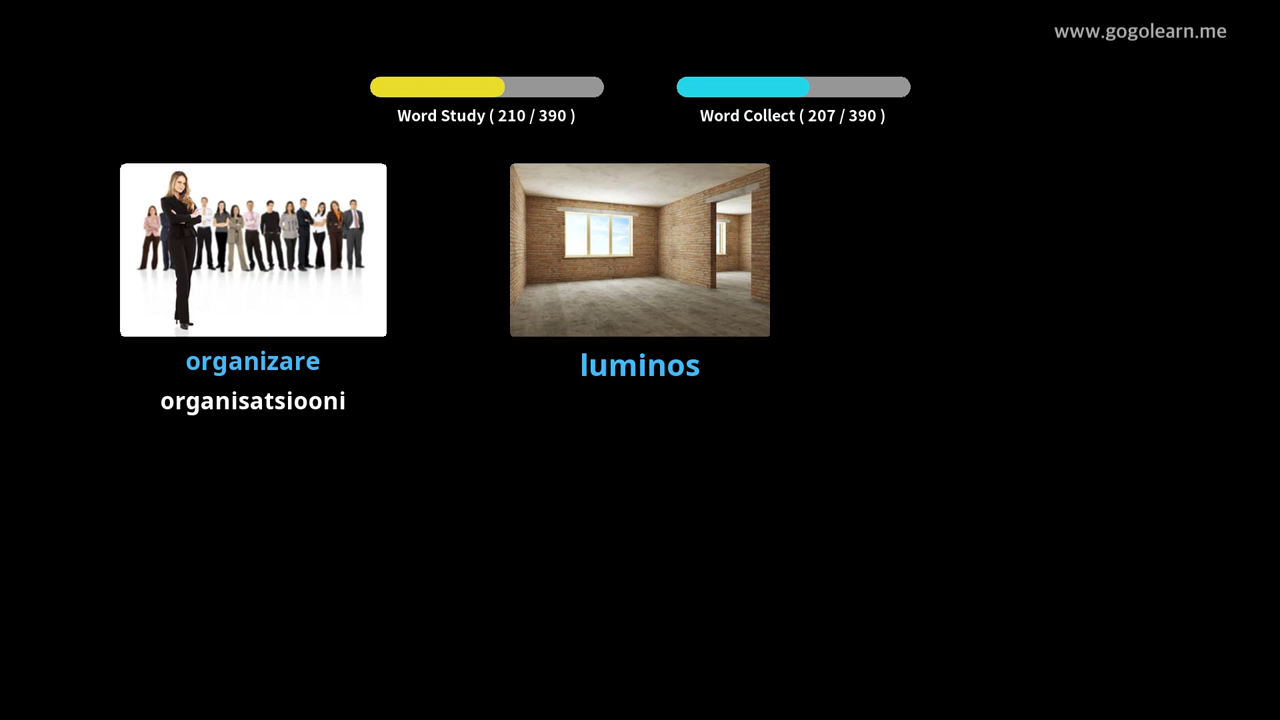 www.gogolearn.me
Word Study ( 210 / 390 )
Word Collect ( 207 / 390 )
organizare
organisatsiooni
luminos